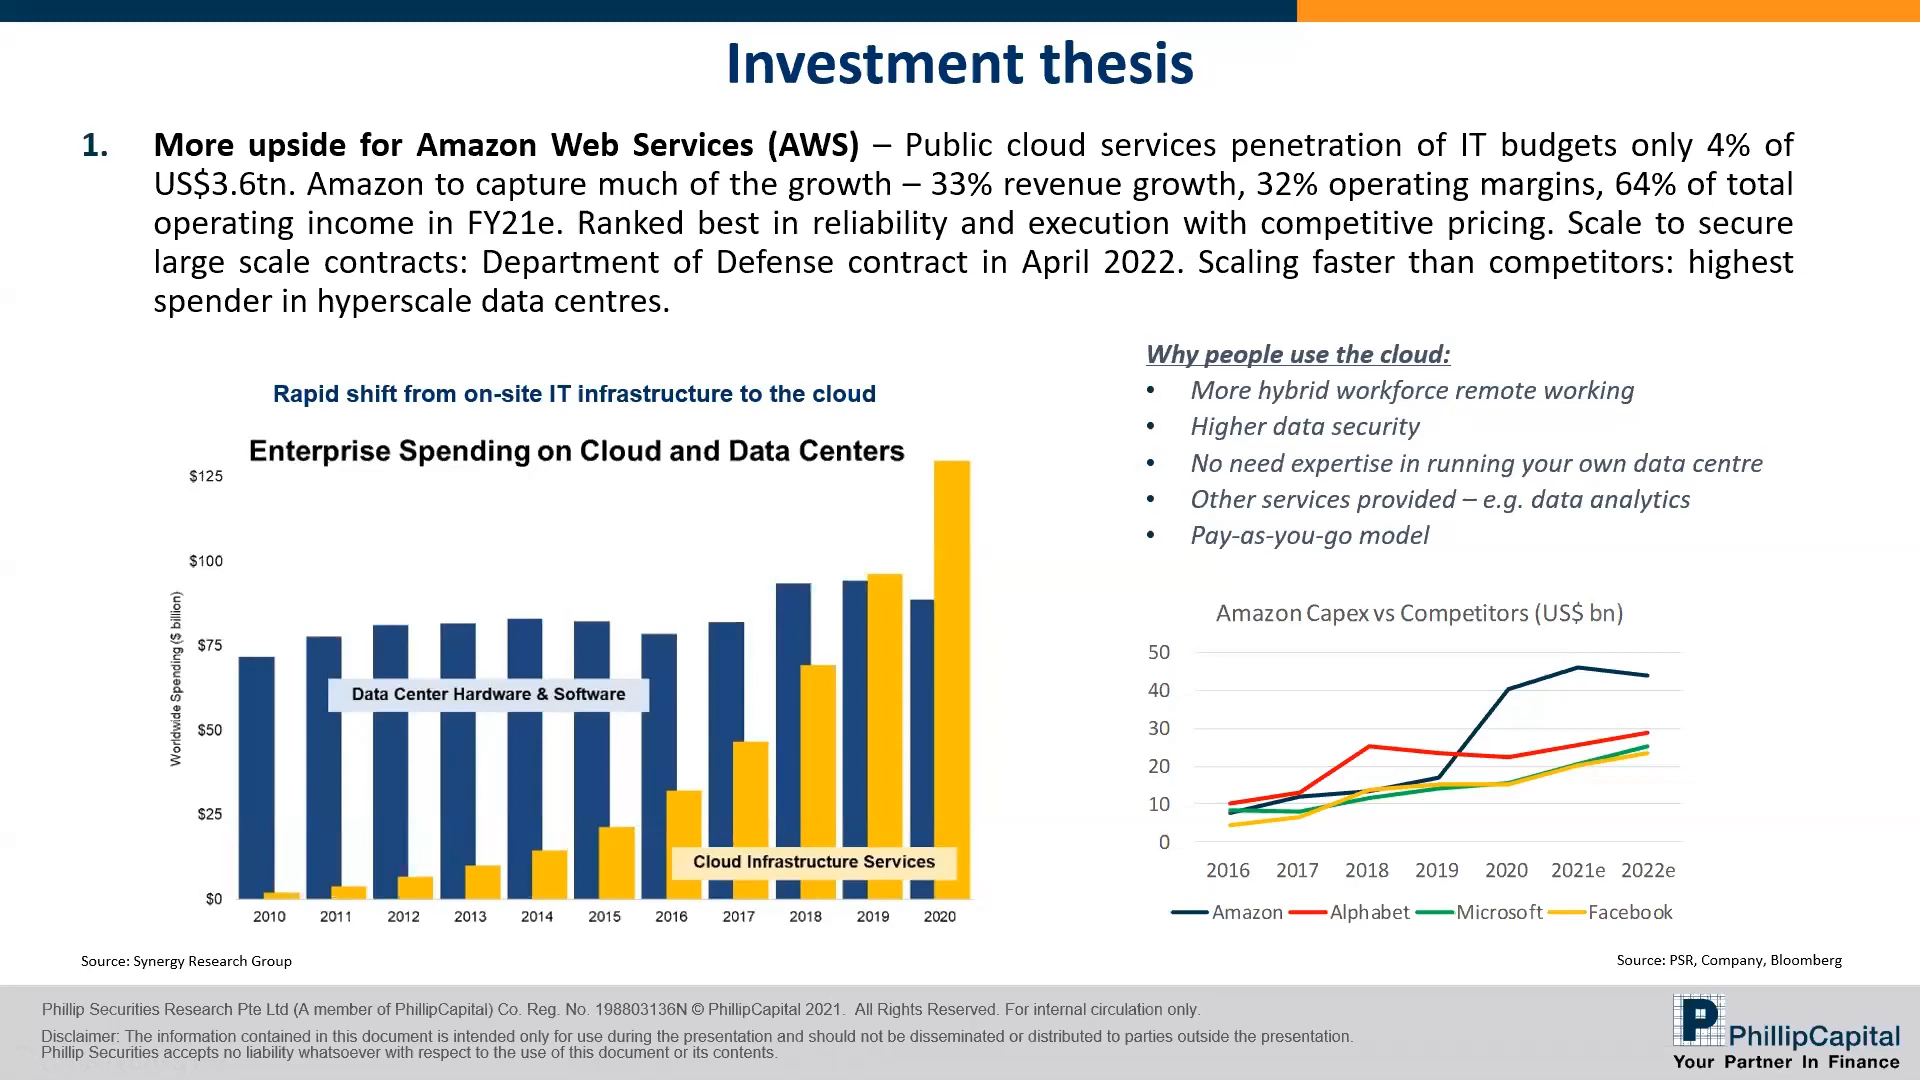 Investment thesis
1. More upside for Amazon Web Services (AWS) – Public cloud services penetration of IT budgets only 4% of
US$3.6tn. Amazon to capture much of the growth – 33% revenue growth, 32% operating margins, 64% of total
operating income in FY21e. Ranked best in reliability and execution with competitive pricing. Scale to secure
large scale contracts: Department of Defense contract in April 2022. Scaling faster than competitors: highest
spender in hyperscale data centres.
Rapid shift from on-site IT infrastructure to the cloud
Enterprise Spending on Cloud and Data Centers
Worldwide Spending ($ billion)
$125
$100
$75
$50
$25
$0
Data Center Hardware & Software
Cloud Infrastructure Services
2010 2011 2012 2013 2014 2015 2016 2017 2018 2019 2020
Source: Synergy Research Group
Why people use the cloud:
• More hybrid workforce remote working
• Higher data security
• No need expertise in running your own data centre
• Other services provided – e.g. data analytics
• Pay-as-you-go model
Amazon Capex vs Competitors (US$ bn)
50
40
30
20
10
0
2016 2017 2018 2019 2020 2021e 2022e
Amazon Alphabet Microsoft Facebook
Source: PSR, Company, Bloomberg
Phillip Securities Research Pte Ltd (A member of PhillipCapital) Co. Reg. No. 198803136N © PhillipCapital 2021. All Rights Reserved. For internal circulation only.
Disclaimer: The information contained in this document is intended only for use during the presentation and should not be disseminated or distributed to parties outside the presentation.
Phillip Securities accepts no liability whatsoever with respect to the use of this document or its contents.
P PhillipCapital
Your Partner In Finance